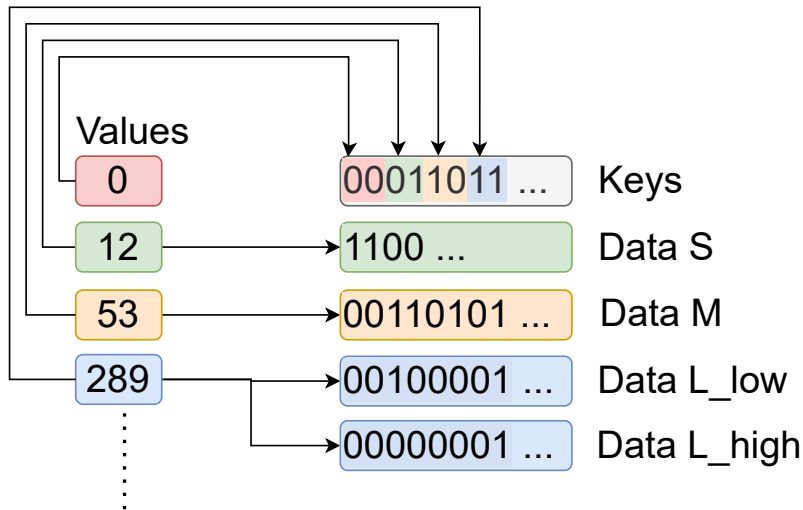 Values
0 00011011 ... Keys
12 1100 ... Data S
53 00110101 ... Data M
289 00100001 ... Data L_low
00000001 ... Data L_high